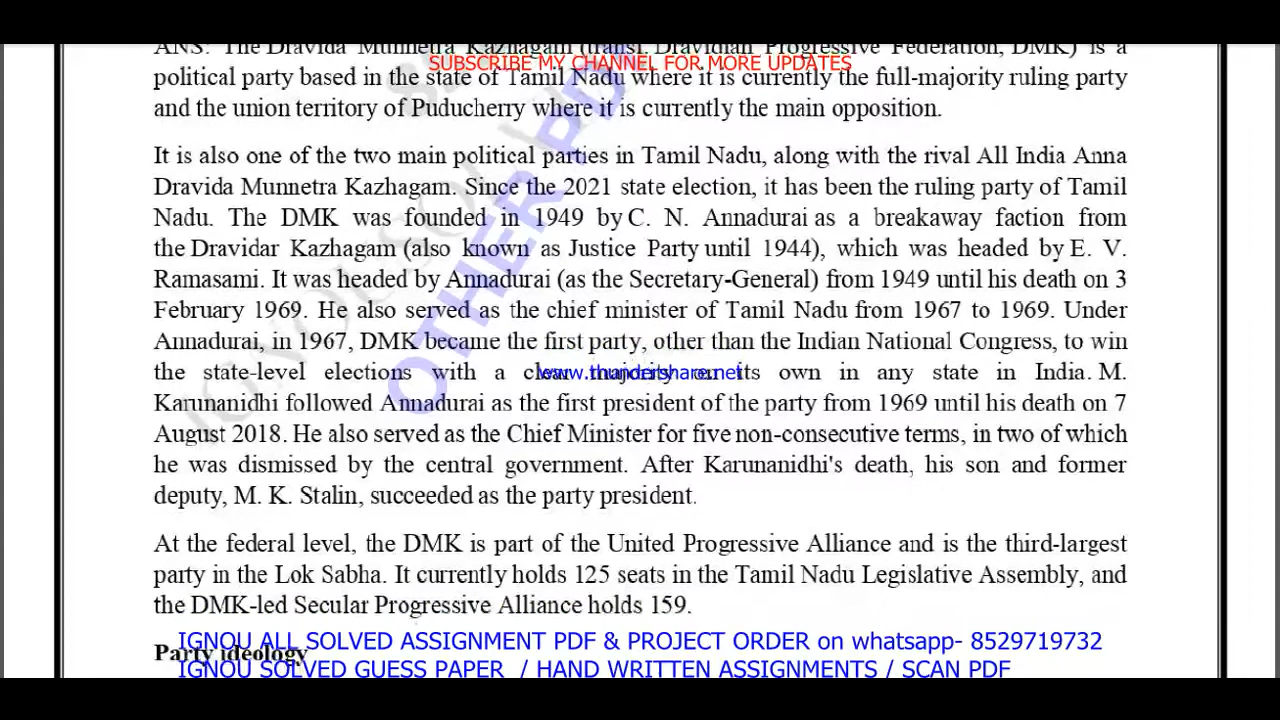 ANS: The Dravida Munnetra Kazhagam (transl. Dravidian Progressive Federation, DMK) is a
SUBSCRIBE MY CHANNEL FOR MORE UPDATES
political party based in the state of Tamil Nadu where it is currently the full-majority ruling party
and the union territory of Puducherry where it is currently the main opposition.
It is also one of the two main political parties in Tamil Nadu, along with the rival All India Anna
Dravida Munnetra Kazhagam. Since the 2021 state election, it has been the ruling party of Tamil
Nadu. The DMK was founded in 1949 by C. N. Annadurai as a breakaway faction from
the Dravidar Kazhagam (also known as Justice Party until 1944), which was headed by E. V.
Ramasami. It was headed by Annadurai (as the Secretary-General) from 1949 until his death on 3
February 1969. He also served as the chief minister of Tamil Nadu from 1967 to 1969. Under
Annadurai, in 1967, DMK became the first party, other than the Indian National Congress, to win
the state-level elections with a clear majority on its own in any state in India. M.
www.thundershare.net
Karunanidhi followed Annadurai as the first president of the party from 1969 until his death on 7
August 2018. He also served as the Chief Minister for five non-consecutive terms, in two of which
he was dismissed by the central government. After Karunanidhi's death, his son and former
deputy, M. K. Stalin, succeeded as the party president.
At the federal level, the DMK is part of the United Progressive Alliance and is the third-largest
party in the Lok Sabha. It currently holds 125 seats in the Tamil Nadu Legislative Assembly, and
the DMK-led Secular Progressive Alliance holds 159.
IGNOU ALL SOLVED ASSIGNMENT PDF & PROJECT ORDER on whatsapp- 8529719732
Party ideology
IGNOU SOLVED GUESS PAPER / HAND WRITTEN ASSIGNMENTS / SCAN PDF
OTHER PD